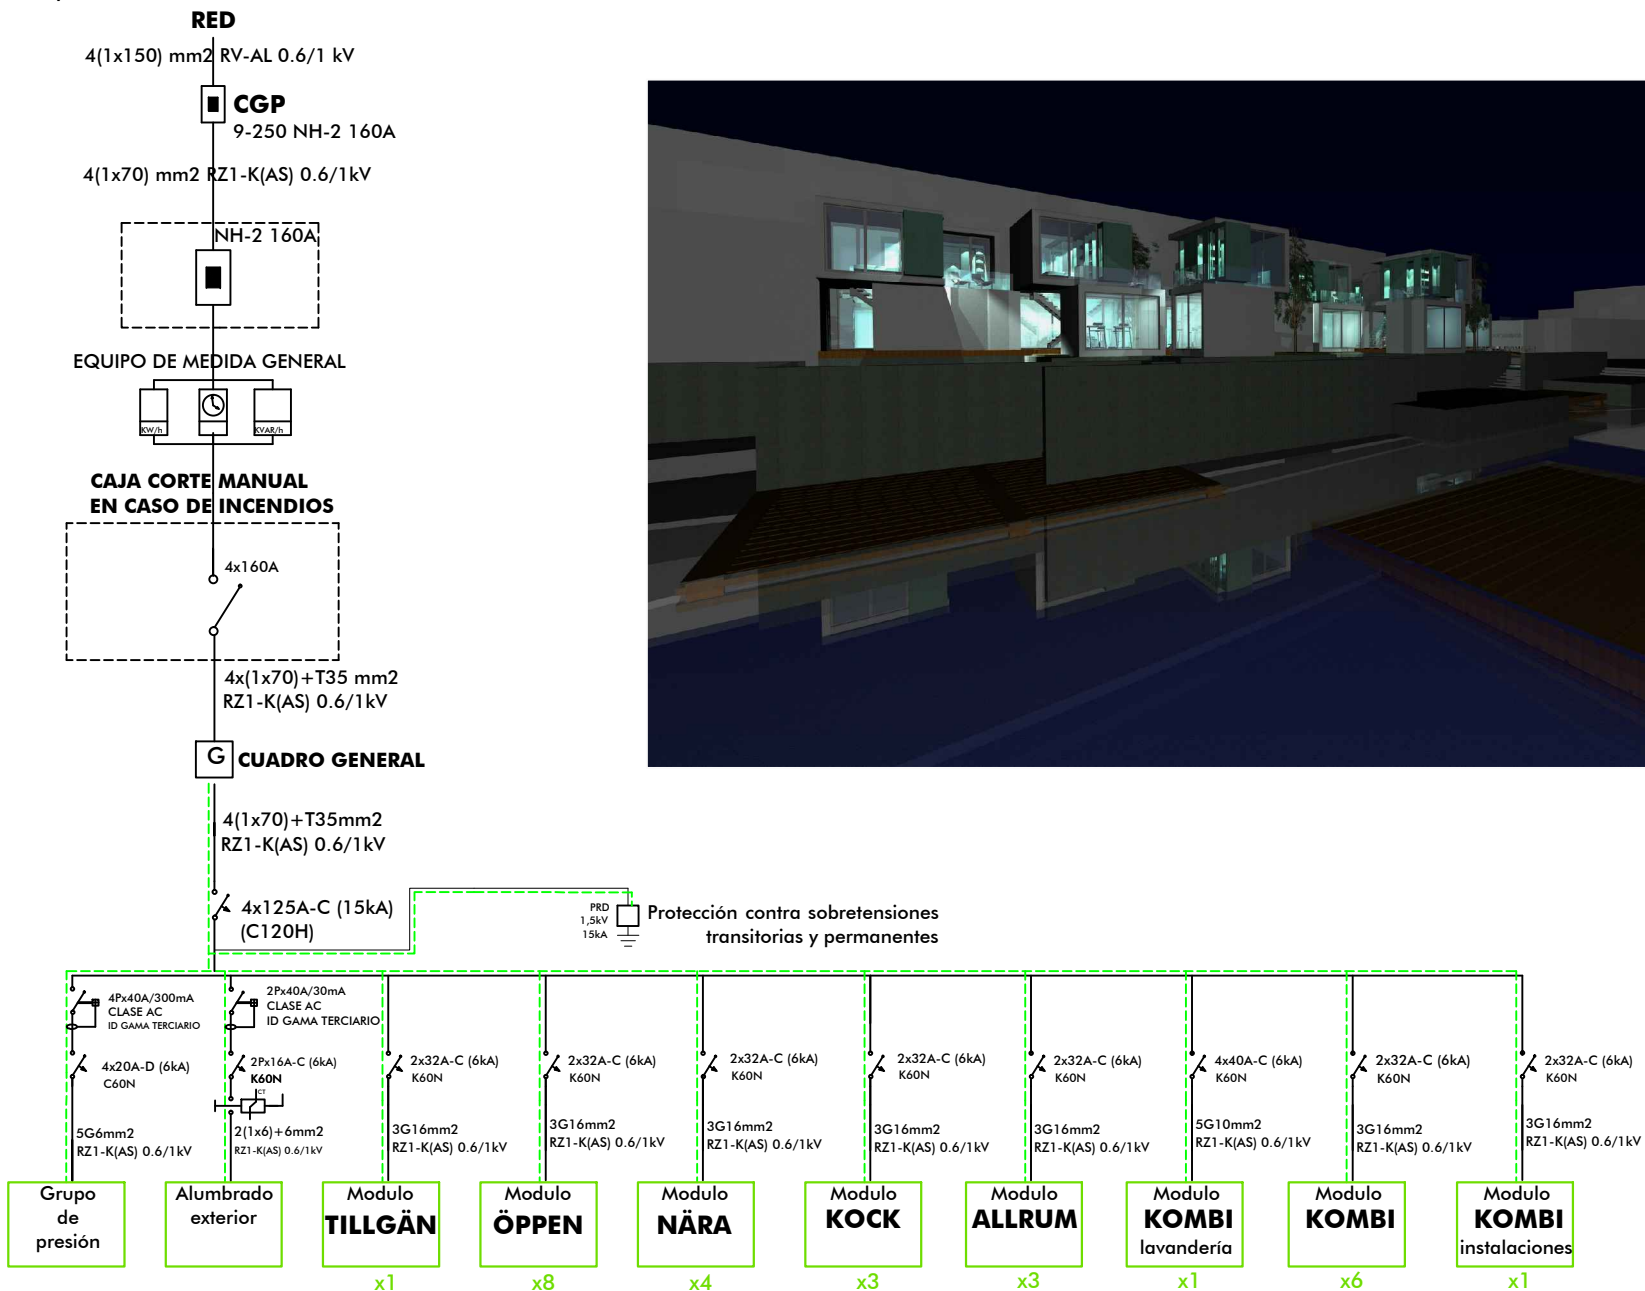 RED
4(1x150) mm2 RV-AL 0.6/1 kV
CGP
9-250 NH-2 160A
4(1x70) mm2 RZ1-K(AS) 0.6/1kV
NH-2 160A
EQUIPO DE MEDIDA GENERAL
KW/h
KVAR/h
CAJA CORTE MANUAL
EN CASO DE INCENDIOS
4x160A
4x(1x70)+T35 mm2
RZ1-K(AS) 0.6/1kV
G
CUADRO GENERAL
4(1x70)+T35mm2
RZ1-K(AS) 0.6/1kV
4x125A-C (15kA)
(C120H)
PRD
1,5kV
15kA
Protección contra sobretensiones
transitorias y permanentes
4Px40A/300mA
CLASE AC
ID GAMA TERCIARIO
4x20A-D (6kA)
C60N
5G6mm2
RZ1-K(AS) 0.6/1kV
Grupo
de
presión
2Px40A/30mA
CLASE AC
ID GAMA TERCIARIO
2Px16A-C (6kA)
K60N
CT
2(1x6)+6mm2
RZ1-K(AS) 0.6/1kV
Alumbrado
exterior
2x32A-C (6kA)
K60N
3G16mm2
RZ1-K(AS) 0.6/1kV
Modulo
TILLGÄN
x1
2x32A-C (6kA)
K60N
3G16mm2
RZ1-K(AS) 0.6/1kV
Modulo
ÖPPEN
x8
2x32A-C (6kA)
K60N
3G16mm2
RZ1-K(AS) 0.6/1kV
Modulo
NÄRA
x4
2x32A-C (6kA)
K60N
3G16mm2
RZ1-K(AS) 0.6/1kV
Modulo
KOCK
x3
2x32A-C (6kA)
K60N
3G16mm2
RZ1-K(AS) 0.6/1kV
Modulo
ALLRUM
x3
4x40A-C (6kA)
K60N
5G10mm2
RZ1-K(AS) 0.6/1kV
Modulo
KOMBI
lavandería
x1
2x32A-C (6kA)
K60N
3G16mm2
RZ1-K(AS) 0.6/1kV
Modulo
KOMBI
x6
2x32A-C (6kA)
K60N
3G16mm2
RZ1-K(AS) 0.6/1kV
Modulo
KOMBI
instalaciones
x1